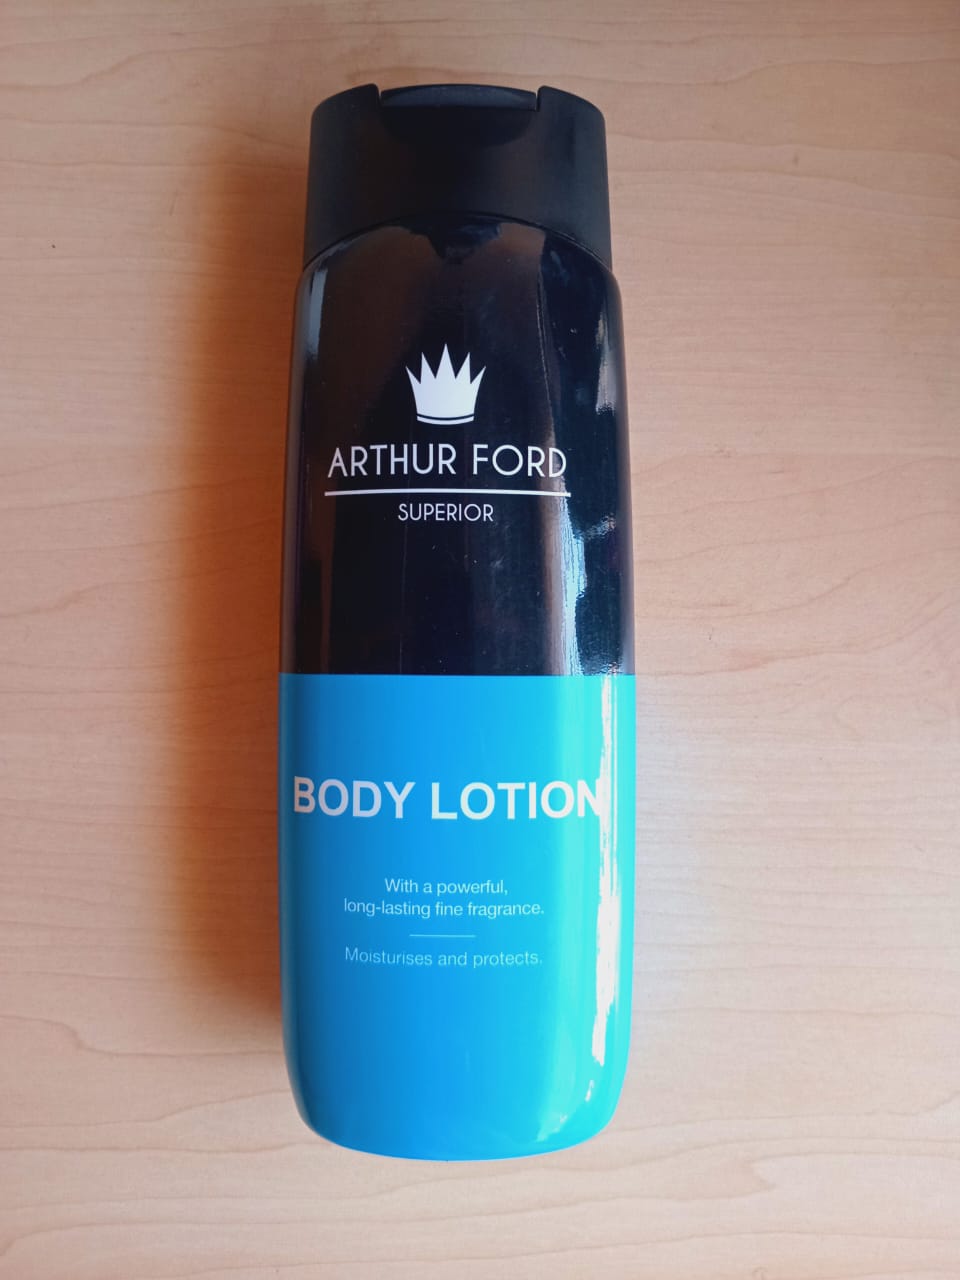 ARTHUR FORD
SUPERIOR
BODY LOTION
With a powerful,
long-lasting fine fragrance.
Moisturises and protects.